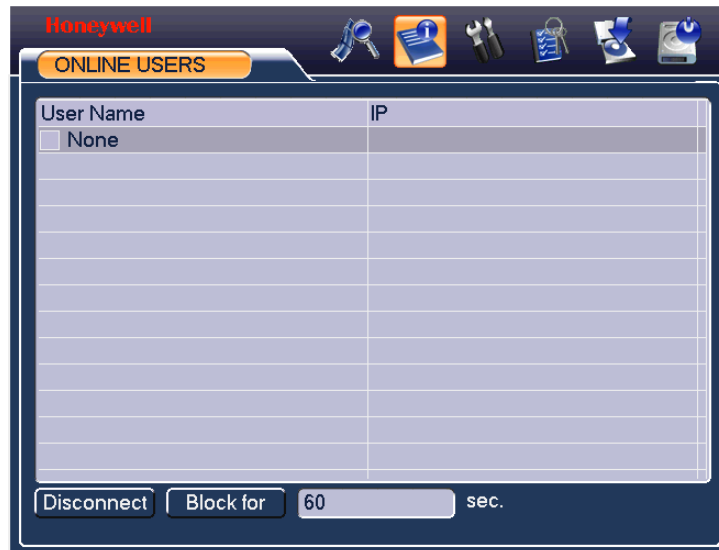 Honeywell
ONLINE USERS
User Name IP
None
Disconnect Block for 60 sec.